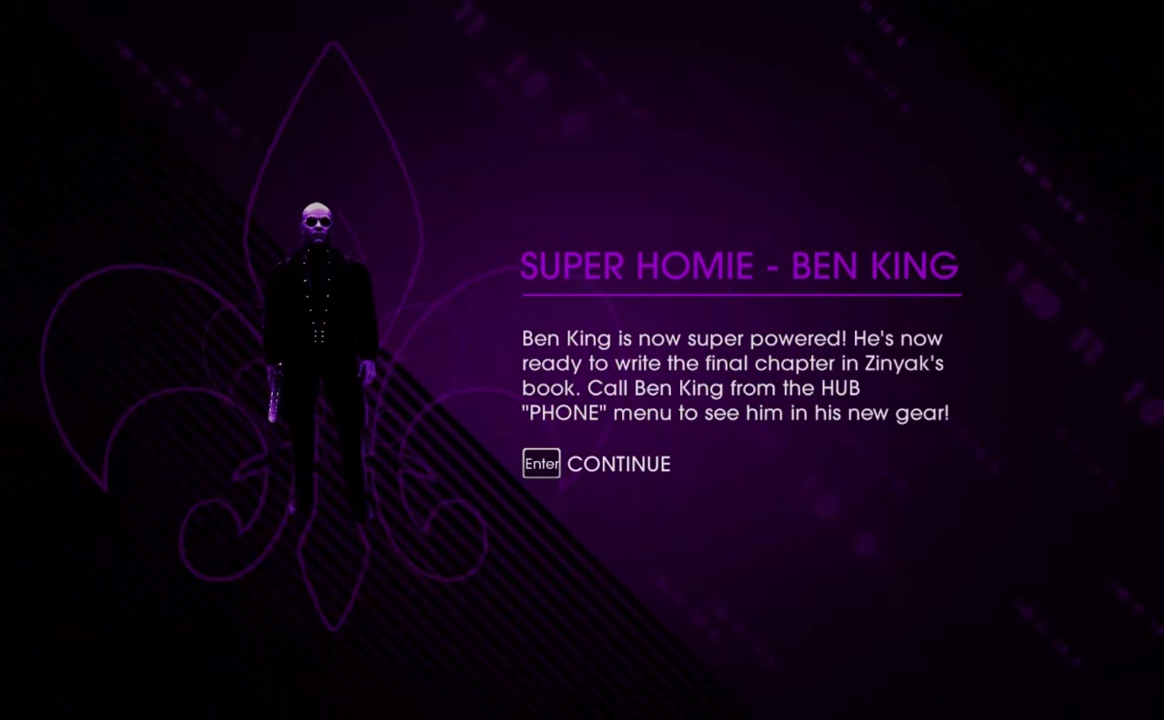 SUPER HOMIE - BEN KING
Ben King is now super powered! He's now
ready to write the final chapter in Zinyak's
book. Call Ben King from the HUB
"PHONE" menu to see him in his new gear!
Enter CONTINUE